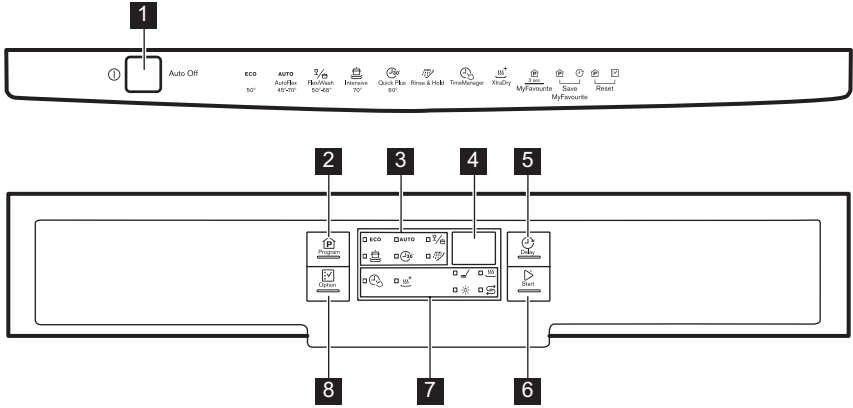 1
Auto Off
ECO AUTO 3 sec
AutoFlex FlexiWash Intensive Quick Plus Rinse & Hold TimeManager XtraDry MyFavourite Save Reset
50° 45°-70° 50°-65° 70° 60° MyFavourite
2 3 4 5
P Program ECO AUTO 30' Delay
Option Start
8 7 6